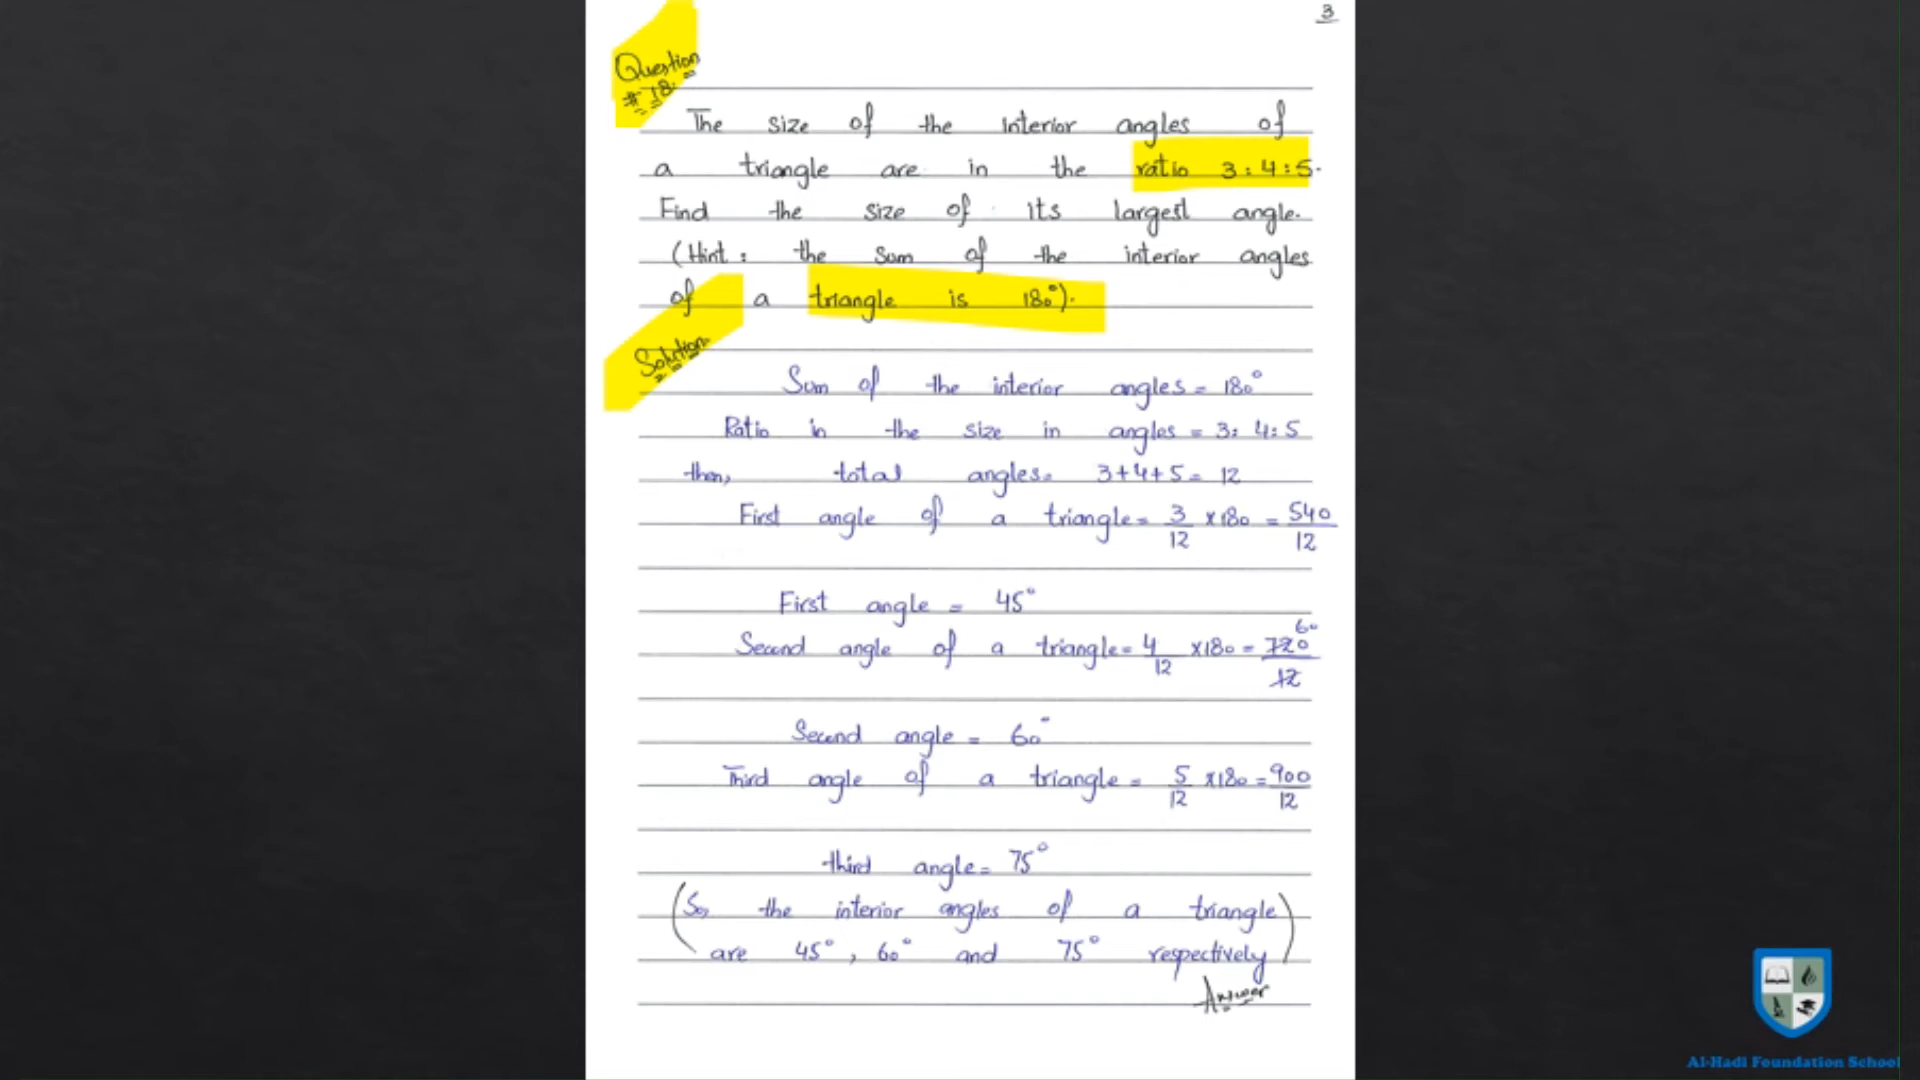 3
Question
# 18
The size of the interior angles of
a triangle are in the ratio 3:4:5.
Find the size of its largest angle.
(Hint: the sum of the interior angles
of a triangle is 180°).
Solution
Sum of the interior angles = 180°
Ratio in the size in angles = 3:4:5
then, total angles = 3+4+5 = 12
First angle of a triangle = 3/12 ×180 = 540/12
First angle = 45°
60
Second angle of a triangle = 4/12 ×180 = 720/12
Second angle = 60°
Third angle of a triangle = 5/12 ×180 = 900/12
third angle = 75°
(So, the interior angles of a triangle
are 45°, 60° and 75° respectively)
Answer
Al-Hadi Foundation School